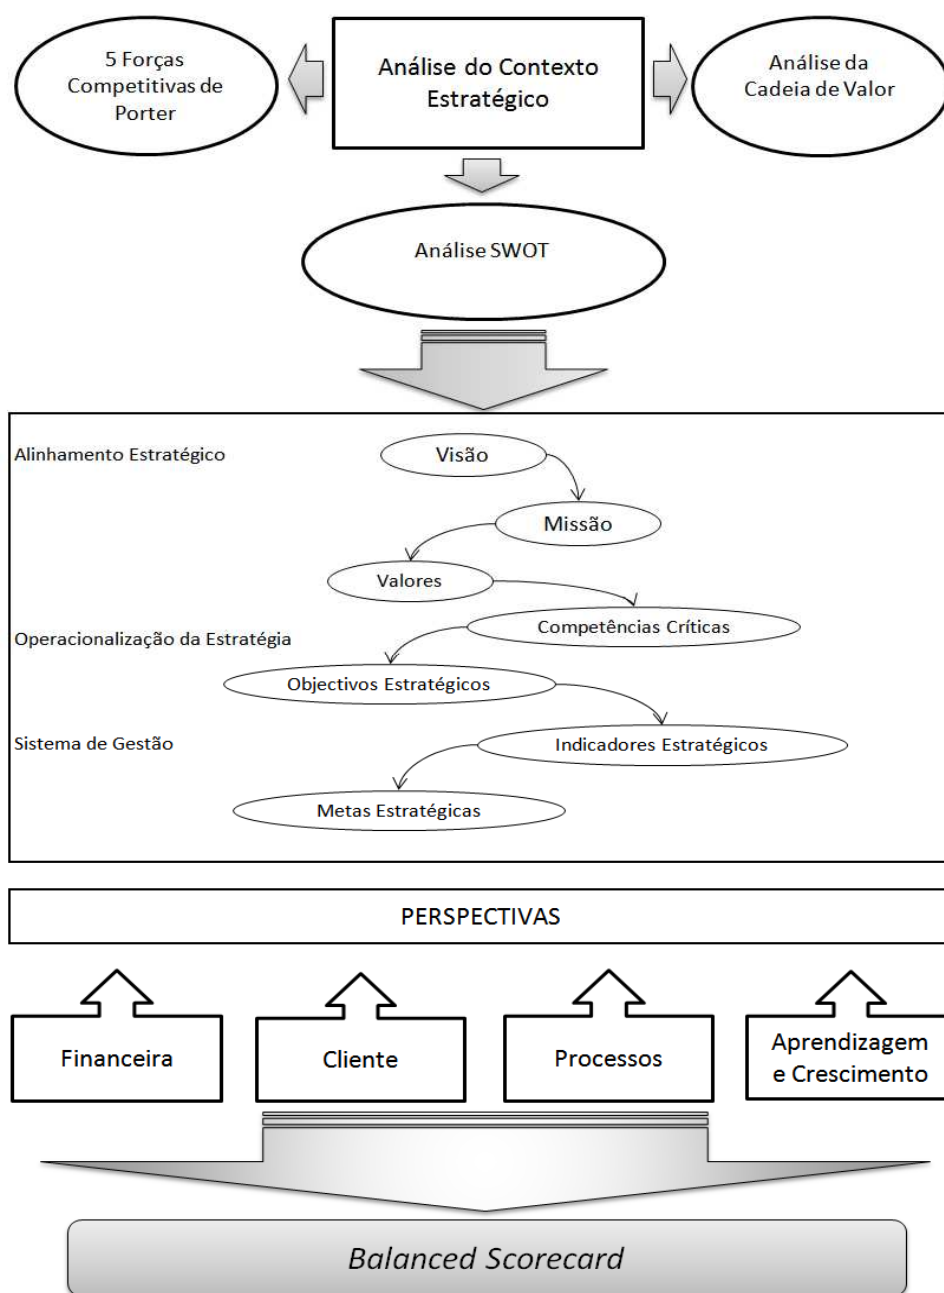 5 Forças
Competitivas de
Porter
Análise do Contexto
Estratégico
Análise da
Cadeia de Valor
Análise SWOT
Alinhamento Estratégico
Visão
Missão
Valores
Competências Críticas
Operacionalização da Estratégia
Objectivos Estratégicos
Sistema de Gestão
Indicadores Estratégicos
Metas Estratégicas
PERSPECTIVAS
Financeira
Cliente
Processos
Aprendizagem
e Crescimento
Balanced Scorecard